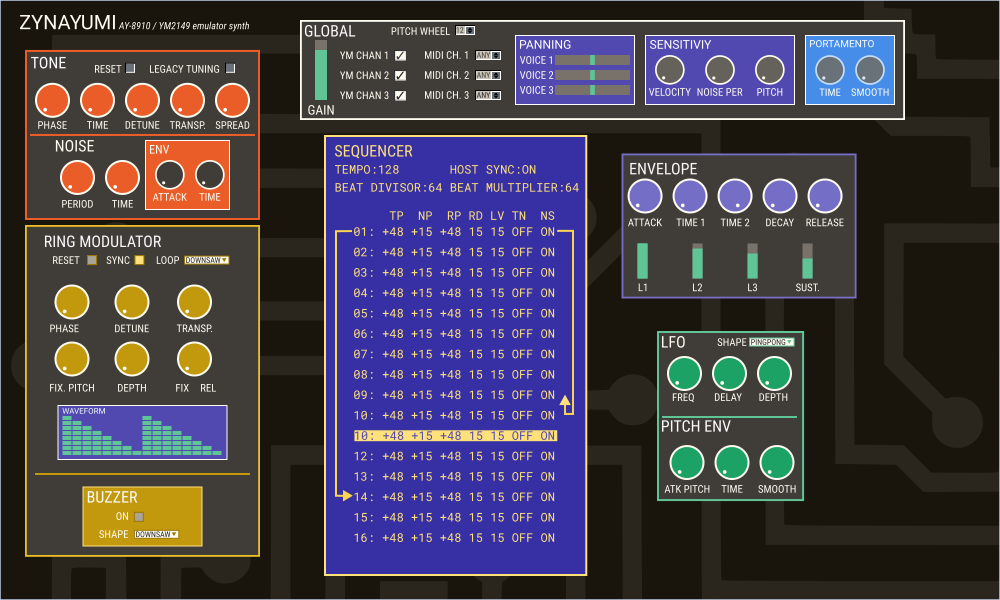 ZYNAYUMI AY-8910 / YM2149 emulator synth
TONE
RESET LEGACY TUNING
PHASE TIME DETUNE TRANSP. SPREAD
NOISE
PERIOD TIME
ENV
ATTACK TIME
RING MODULATOR
RESET SYNC LOOP DOWNSAW
PHASE DETUNE TRANSP.
FIX. PITCH DEPTH FIX REL
WAVEFORM
BUZZER
ON
SHAPE DOWNSAW
GLOBAL
PITCH WHEEL
YM CHAN 1 MIDI CH. 1 ANY
YM CHAN 2 MIDI CH. 2 ANY
YM CHAN 3 MIDI CH. 3 ANY
GAIN
PANNING
VOICE 1
VOICE 2
VOICE 3
SENSITIVIY
VELOCITY NOISE PER PITCH
PORTAMENTO
TIME SMOOTH
SEQUENCER
TEMPO:128 HOST SYNC:ON
BEAT DIVISOR:64 BEAT MULTIPLIER:64
TP NP RP RD LV TN NS
01: +48 +15 +48 15 15 OFF ON
02: +48 +15 +48 15 15 OFF ON
03: +48 +15 +48 15 15 OFF ON
04: +48 +15 +48 15 15 OFF ON
05: +48 +15 +48 15 15 OFF ON
06: +48 +15 +48 15 15 OFF ON
07: +48 +15 +48 15 15 OFF ON
08: +48 +15 +48 15 15 OFF ON
09: +48 +15 +48 15 15 OFF ON
10: +48 +15 +48 15 15 OFF ON
10: +48 +15 +48 15 15 OFF ON
12: +48 +15 +48 15 15 OFF ON
13: +48 +15 +48 15 15 OFF ON
14: +48 +15 +48 15 15 OFF ON
15: +48 +15 +48 15 15 OFF ON
16: +48 +15 +48 15 15 OFF ON
ENVELOPE
ATTACK TIME 1 TIME 2 DECAY RELEASE
L1 L2 L3 SUST.
LFO SHAPE PINGPONG
FREQ DELAY DEPTH
PITCH ENV
ATK PITCH TIME SMOOTH